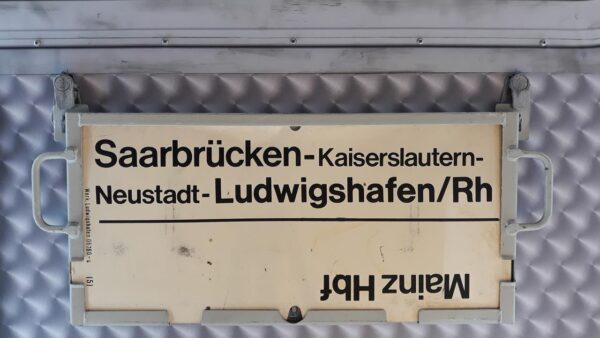 Saarbrücken-Kaiserslautern-
Neustadt-Ludwigshafen/Rh
Mainz Hbf